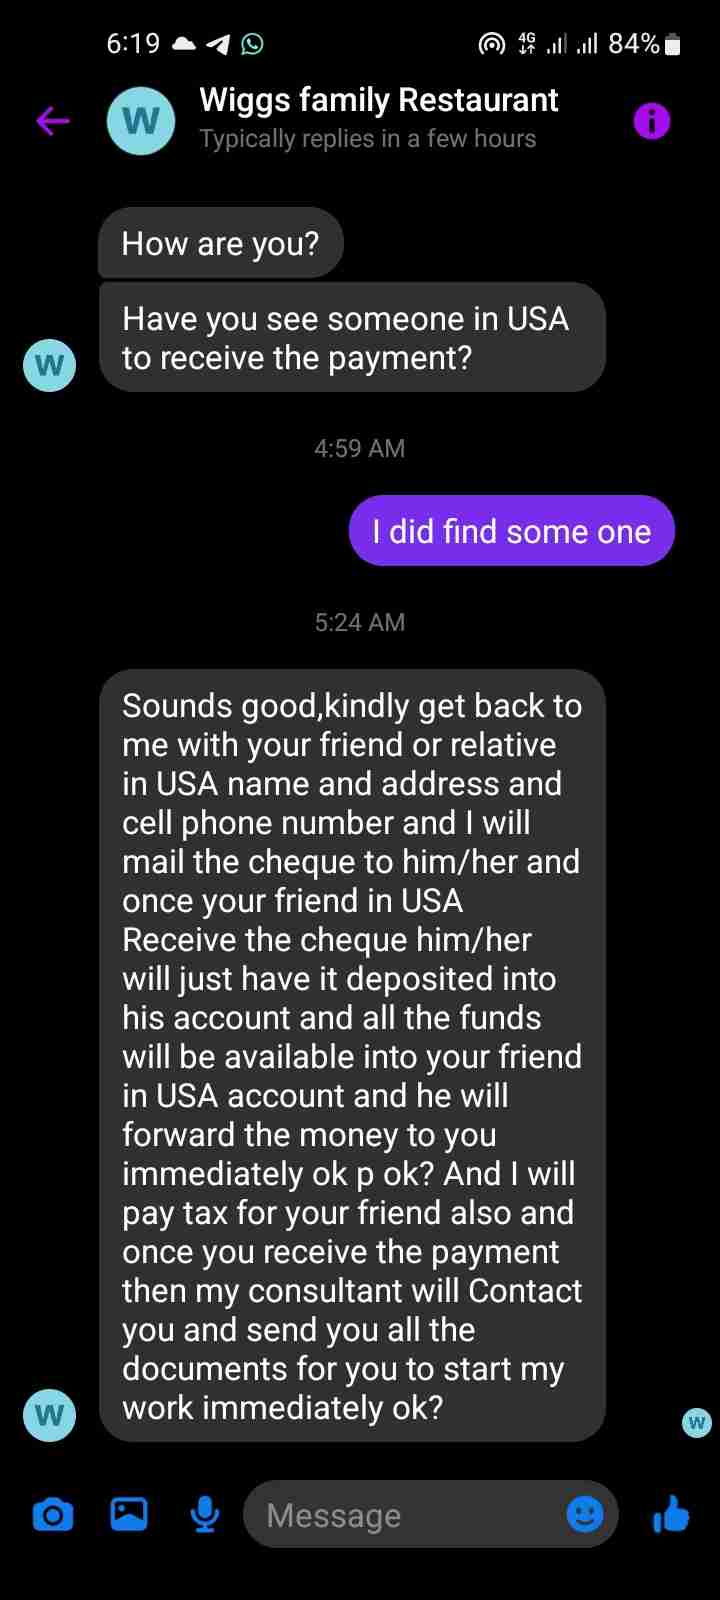 6:19 4G 84%
W Wiggs family Restaurant
Typically replies in a few hours
How are you?
Have you see someone in USA
to receive the payment?
W
4:59 AM
I did find some one
5:24 AM
Sounds good,kindly get back to
me with your friend or relative
in USA name and address and
cell phone number and I will
mail the cheque to him/her and
once your friend in USA
Receive the cheque him/her
will just have it deposited into
his account and all the funds
will be available into your friend
in USA account and he will
forward the money to you
immediately ok p ok? And I will
pay tax for your friend also and
once you receive the payment
then my consultant will Contact
you and send you all the
documents for you to start my
work immediately ok?
W
W
Message